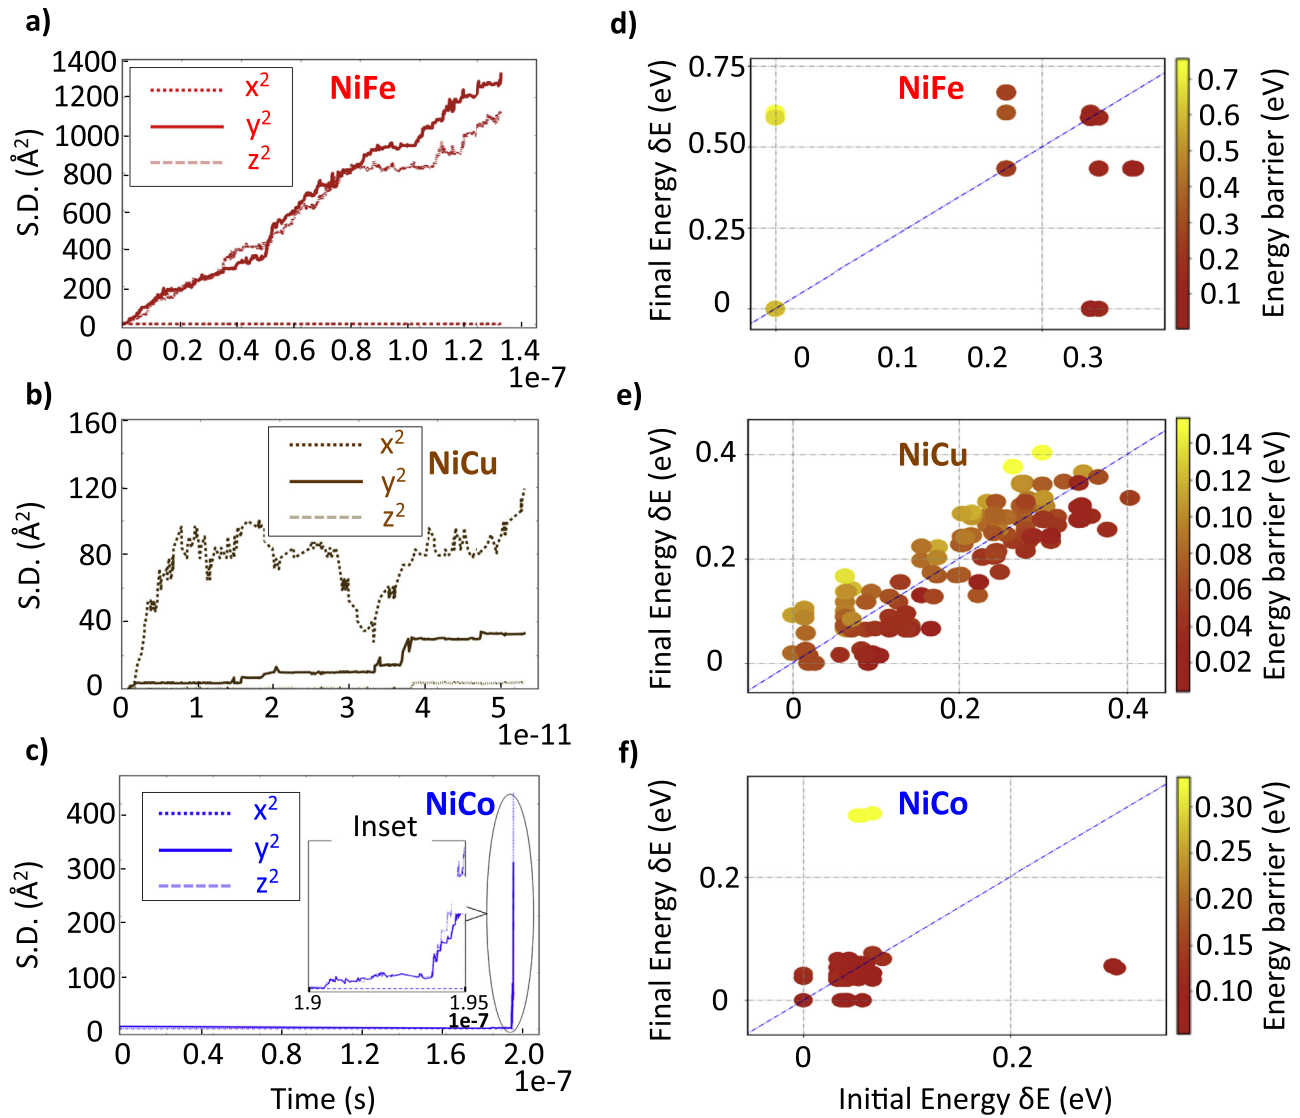 a)
1400
1200
1000
800
600
400
200
0
S.D. (Å²)
x²
y²
z²
NiFe
0 0.2 0.4 0.6 0.8 1.0 1.2 1.4
1e-7
d)
0.75
0.50
0.25
0
Final Energy δE (eV)
NiFe
0 0.1 0.2 0.3
0.7
0.6
0.5
0.4
0.3
0.2
0.1
Energy barrier (eV)
b)
160
120
80
40
0
S.D. (Å²)
x²
y²
z²
NiCu
0 1 2 3 4 5
1e-11
e)
0.4
0.2
0
Final Energy δE (eV)
NiCu
0 0.2 0.4
0.14
0.12
0.10
0.08
0.06
0.04
0.02
Energy barrier (eV)
c)
400
300
200
100
0
S.D. (Å²)
x²
y²
z²
NiCo
Inset
1.9 1.95
1e-7
0 0.4 0.8 1.2 1.6 2.0
1e-7
Time (s)
f)
0.2
0
Final Energy δE (eV)
NiCo
0 0.2
Initial Energy δE (eV)
0.30
0.25
0.20
0.15
0.10
Energy barrier (eV)